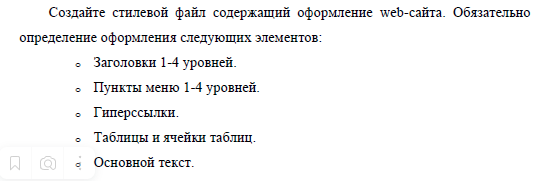 Создайте стилевой файл содержащий оформление web-сайта. Обязательно
определение оформления следующих элементов:
o Заголовки 1-4 уровней.
o Пункты меню 1-4 уровней.
o Гиперссылки.
o Таблицы и ячейки таблиц.
o Основной текст.